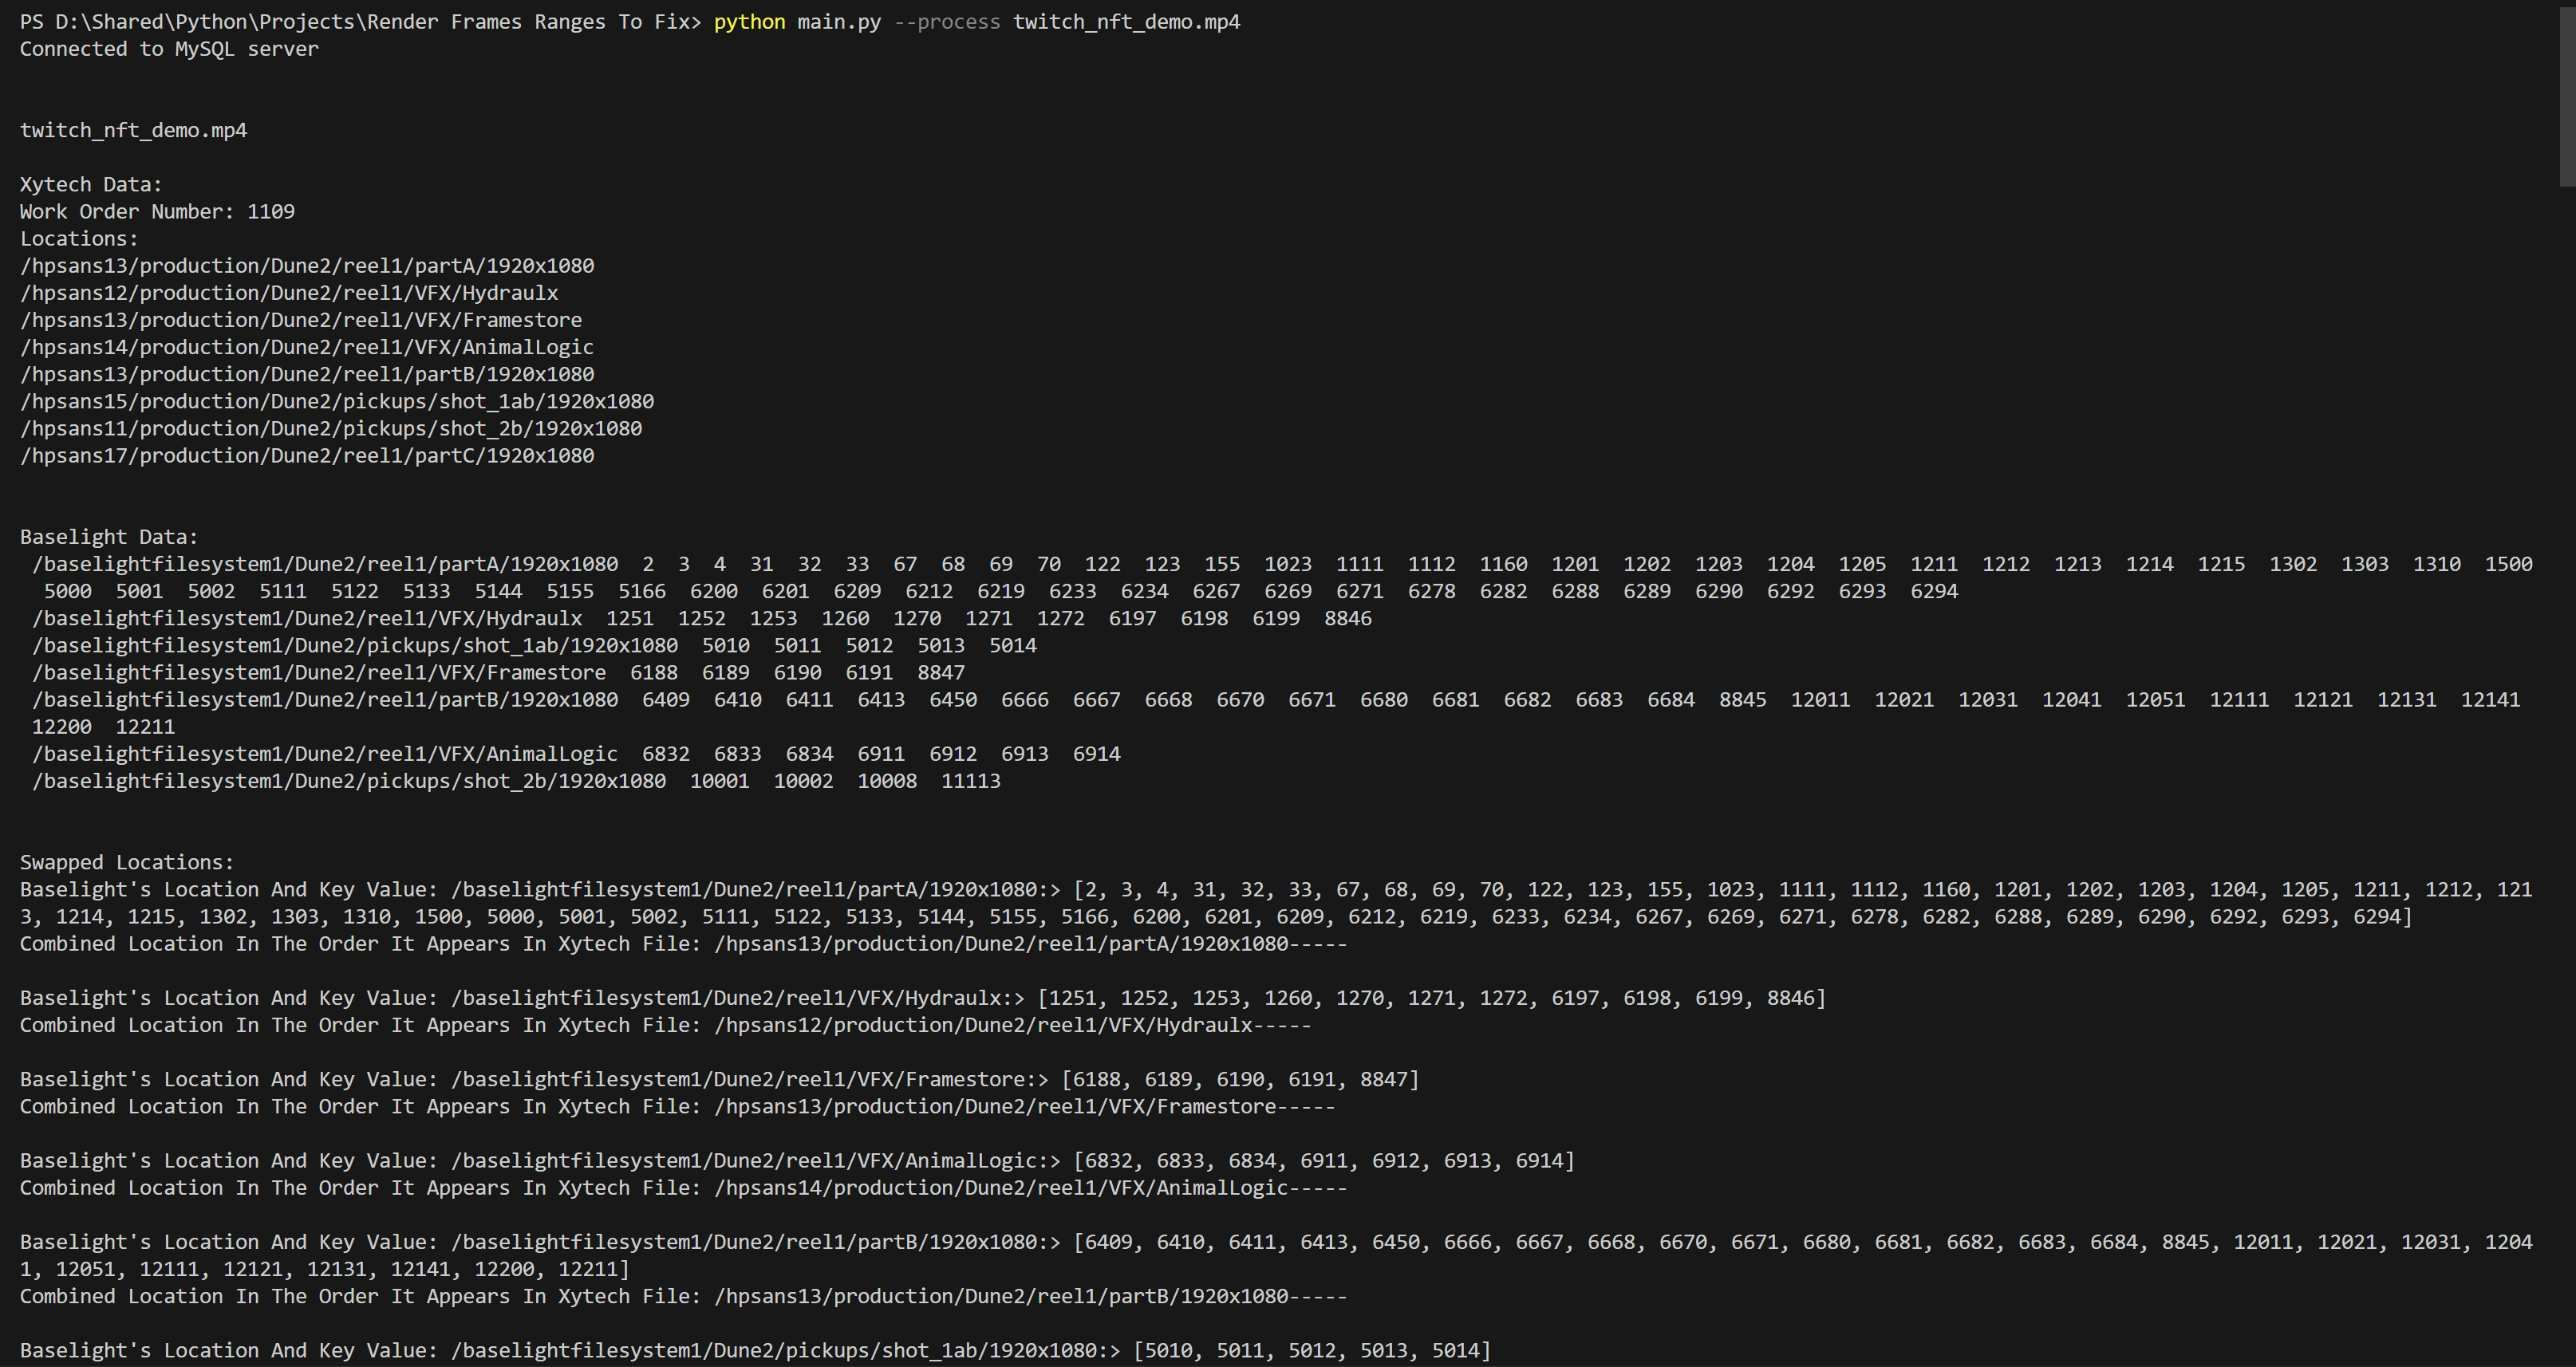 PS D:\Shared\Python\Projects\Render Frames Ranges To Fix> python main.py --process twitch_nft_demo.mp4
Connected to MySQL server
twitch_nft_demo.mp4
Xytech Data:
Work Order Number: 1109
Locations:
/hpsans13/production/Dune2/reel1/partA/1920x1080
/hpsans12/production/Dune2/reel1/VFX/Hydraulx
/hpsans13/production/Dune2/reel1/VFX/Framestore
/hpsans14/production/Dune2/reel1/VFX/AnimalLogic
/hpsans13/production/Dune2/reel1/partB/1920x1080
/hpsans15/production/Dune2/pickups/shot_1ab/1920x1080
/hpsans11/production/Dune2/pickups/shot_2b/1920x1080
/hpsans17/production/Dune2/reel1/partC/1920x1080
Baselight Data:
/baselightfilesystem1/Dune2/reel1/partA/1920x1080  2  3  4  31  32  33  67  68  69  70  122  123  155  1023  1111  1112  1160  1201  1202  1203  1204  1205  1211  1212  1213  1214  1215  1302  1303  1310  1500
5000  5001  5002  5111  5122  5133  5144  5155  5166  6200  6201  6209  6212  6219  6233  6234  6267  6269  6271  6278  6282  6288  6289  6290  6292  6293  6294
/baselightfilesystem1/Dune2/reel1/VFX/Hydraulx  1251  1252  1253  1260  1270  1271  1272  6197  6198  6199  8846
/baselightfilesystem1/Dune2/pickups/shot_1ab/1920x1080  5010  5011  5012  5013  5014
/baselightfilesystem1/Dune2/reel1/VFX/Framestore  6188  6189  6190  6191  8847
/baselightfilesystem1/Dune2/reel1/partB/1920x1080  6409  6410  6411  6413  6450  6666  6667  6668  6670  6671  6680  6681  6682  6683  6684  8845  12011  12021  12031  12041  12051  12111  12121  12131  12141
12200  12211
/baselightfilesystem1/Dune2/reel1/VFX/AnimalLogic  6832  6833  6834  6911  6912  6913  6914
/baselightfilesystem1/Dune2/pickups/shot_2b/1920x1080  10001  10002  10008  11113
Swapped Locations:
Baselight's Location And Key Value: /baselightfilesystem1/Dune2/reel1/partA/1920x1080:> [2, 3, 4, 31, 32, 33, 67, 68, 69, 70, 122, 123, 155, 1023, 1111, 1112, 1160, 1201, 1202, 1203, 1204, 1205, 1211, 1212, 121
3, 1214, 1215, 1302, 1303, 1310, 1500, 5000, 5001, 5002, 5111, 5122, 5133, 5144, 5155, 5166, 6200, 6201, 6209, 6212, 6219, 6233, 6234, 6267, 6269, 6271, 6278, 6282, 6288, 6289, 6290, 6292, 6293, 6294]
Combined Location In The Order It Appears In Xytech File: /hpsans13/production/Dune2/reel1/partA/1920x1080-----
Baselight's Location And Key Value: /baselightfilesystem1/Dune2/reel1/VFX/Hydraulx:> [1251, 1252, 1253, 1260, 1270, 1271, 1272, 6197, 6198, 6199, 8846]
Combined Location In The Order It Appears In Xytech File: /hpsans12/production/Dune2/reel1/VFX/Hydraulx-----
Baselight's Location And Key Value: /baselightfilesystem1/Dune2/reel1/VFX/Framestore:> [6188, 6189, 6190, 6191, 8847]
Combined Location In The Order It Appears In Xytech File: /hpsans13/production/Dune2/reel1/VFX/Framestore-----
Baselight's Location And Key Value: /baselightfilesystem1/Dune2/reel1/VFX/AnimalLogic:> [6832, 6833, 6834, 6911, 6912, 6913, 6914]
Combined Location In The Order It Appears In Xytech File: /hpsans14/production/Dune2/reel1/VFX/AnimalLogic-----
Baselight's Location And Key Value: /baselightfilesystem1/Dune2/reel1/partB/1920x1080:> [6409, 6410, 6411, 6413, 6450, 6666, 6667, 6668, 6670, 6671, 6680, 6681, 6682, 6683, 6684, 8845, 12011, 12021, 12031, 1204
1, 12051, 12111, 12121, 12131, 12141, 12200, 12211]
Combined Location In The Order It Appears In Xytech File: /hpsans13/production/Dune2/reel1/partB/1920x1080-----
Baselight's Location And Key Value: /baselightfilesystem1/Dune2/pickups/shot_1ab/1920x1080:> [5010, 5011, 5012, 5013, 5014]